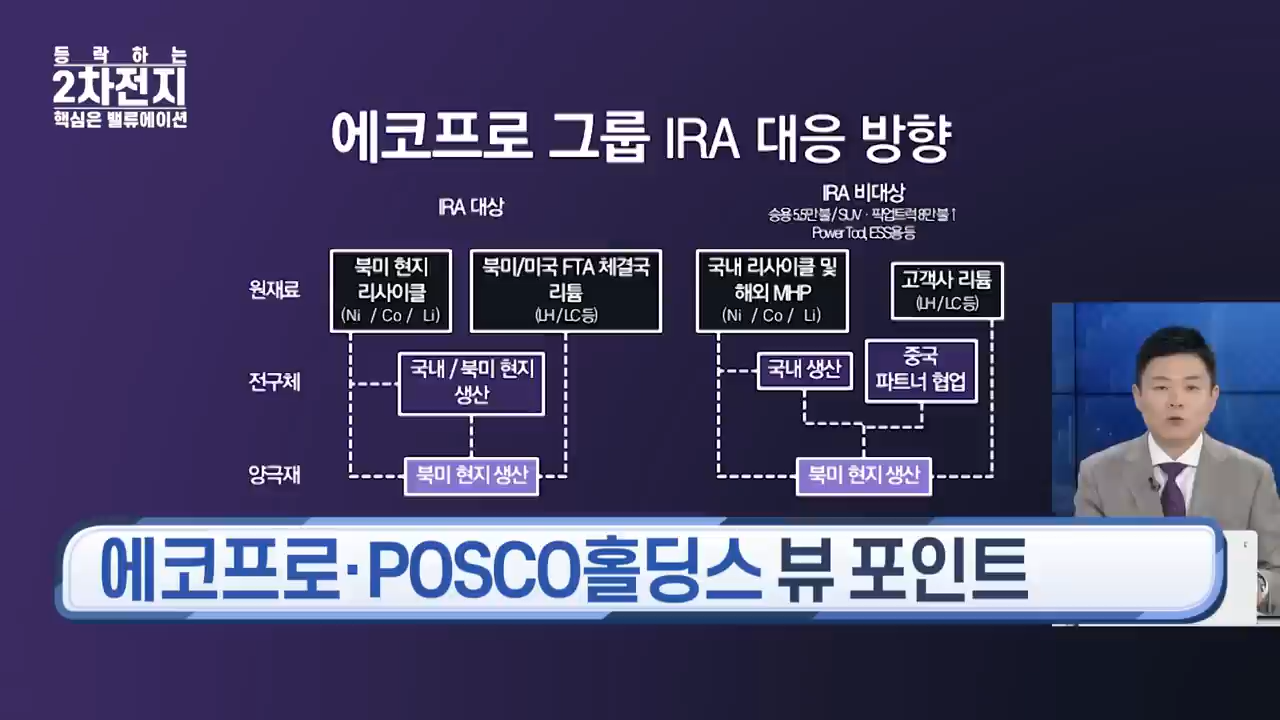 등 락 하 는
2차전지
핵심은 밸류에이션
에코프로 그룹 IRA 대응 방향
IRA 대상
IRA 비대상
승용 5.5만불 / SUV · 픽업트럭 8만불↑
Power Tool, ESS용 등
원재료
북미 현지
리사이클
(Ni / Co / Li)
북미/미국 FTA 체결국
리튬
(LH / LC 등)
국내 리사이클 및
해외 MHP
(Ni / Co / Li)
고객사 리튬
(LH / LC 등)
전구체
국내 / 북미 현지
생산
국내 생산
중국
파트너 협업
양극재
북미 현지 생산
북미 현지 생산
에코프로·POSCO홀딩스 뷰 포인트